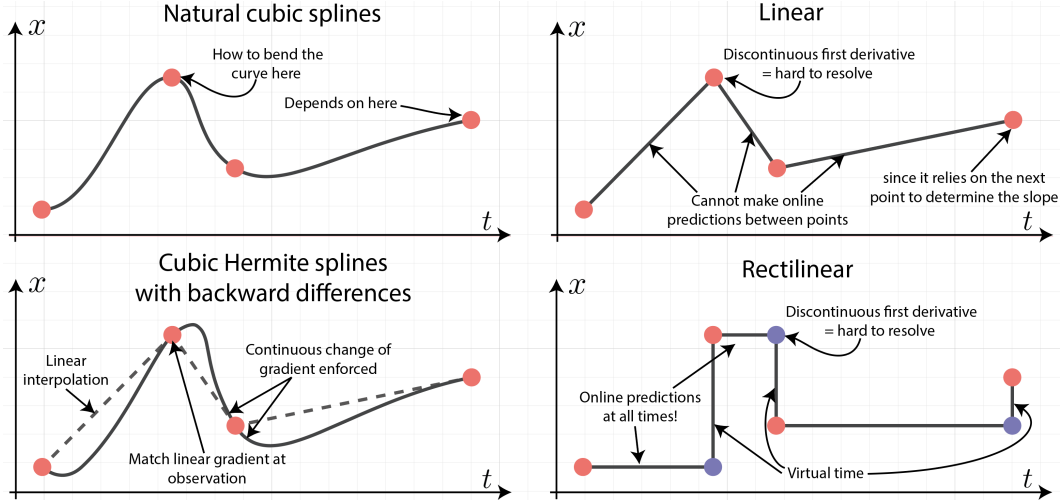 Natural cubic splines
x
How to bend the
curve here
Depends on here
t
Linear
x
Discontinuous first derivative
= hard to resolve
Cannot make online
predictions between points
since it relies on the next
point to determine the slope
t
Cubic Hermite splines
with backward differences
x
Linear
interpolation
Continuous change of
gradient enforced
Match linear gradient at
observation
t
Rectilinear
x
Discontinuous first derivative
= hard to resolve
Online predictions
at all times!
Virtual time
t